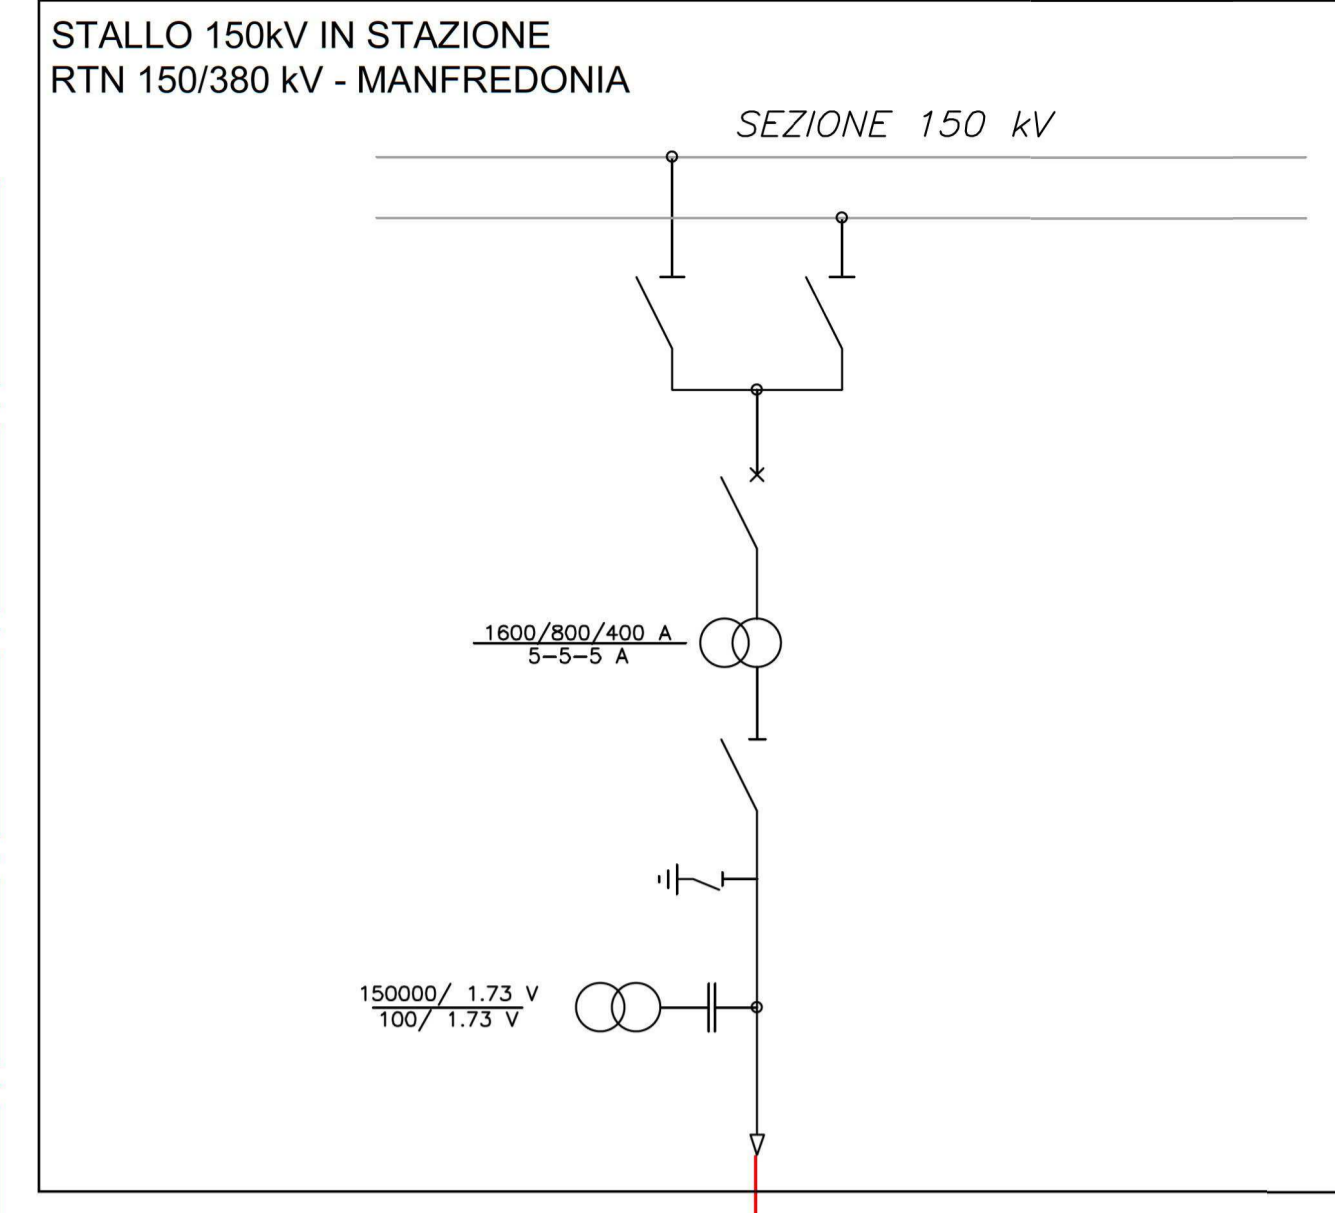 STALLO 150kV IN STAZIONE
RTN 150/380 kV - MANFREDONIA
SEZIONE 150 kV
1600/800/400 A
5-5-5 A
150000/ 1.73 V
100/ 1.73 V